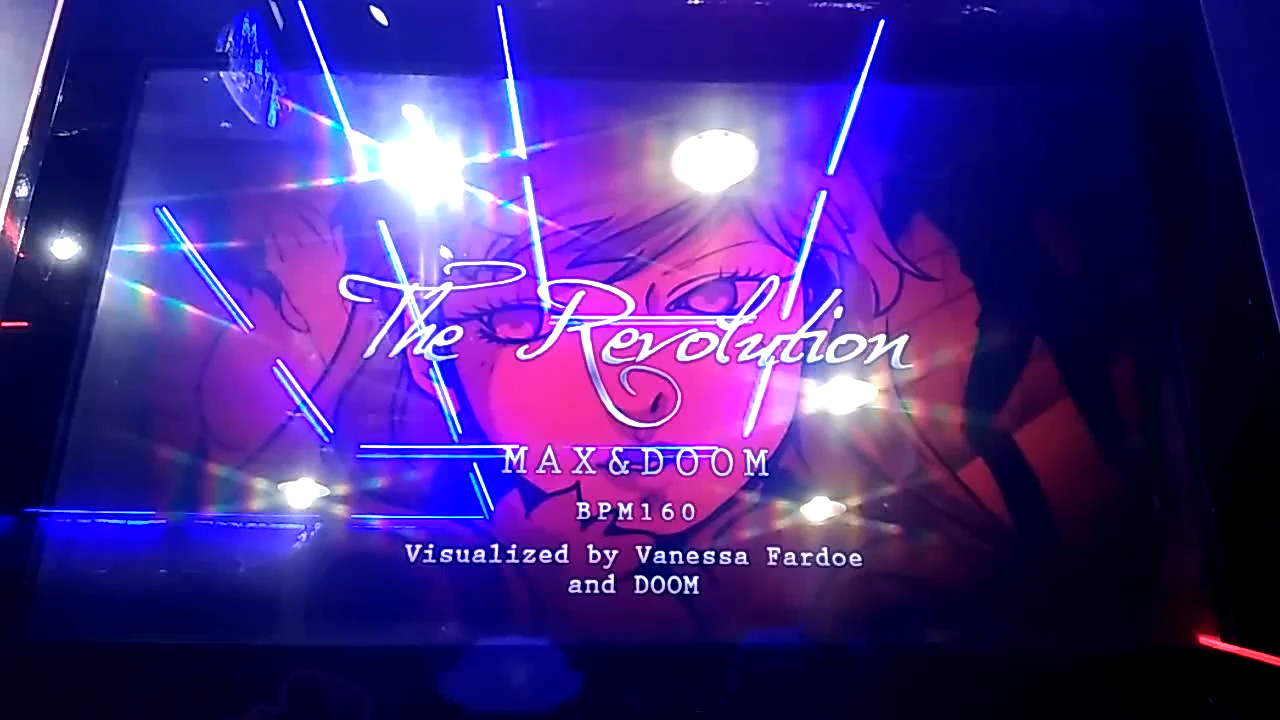 The Revolution
MAX&DOOM
BPM160
Visualized by Vanessa Fardoe
and DOOM